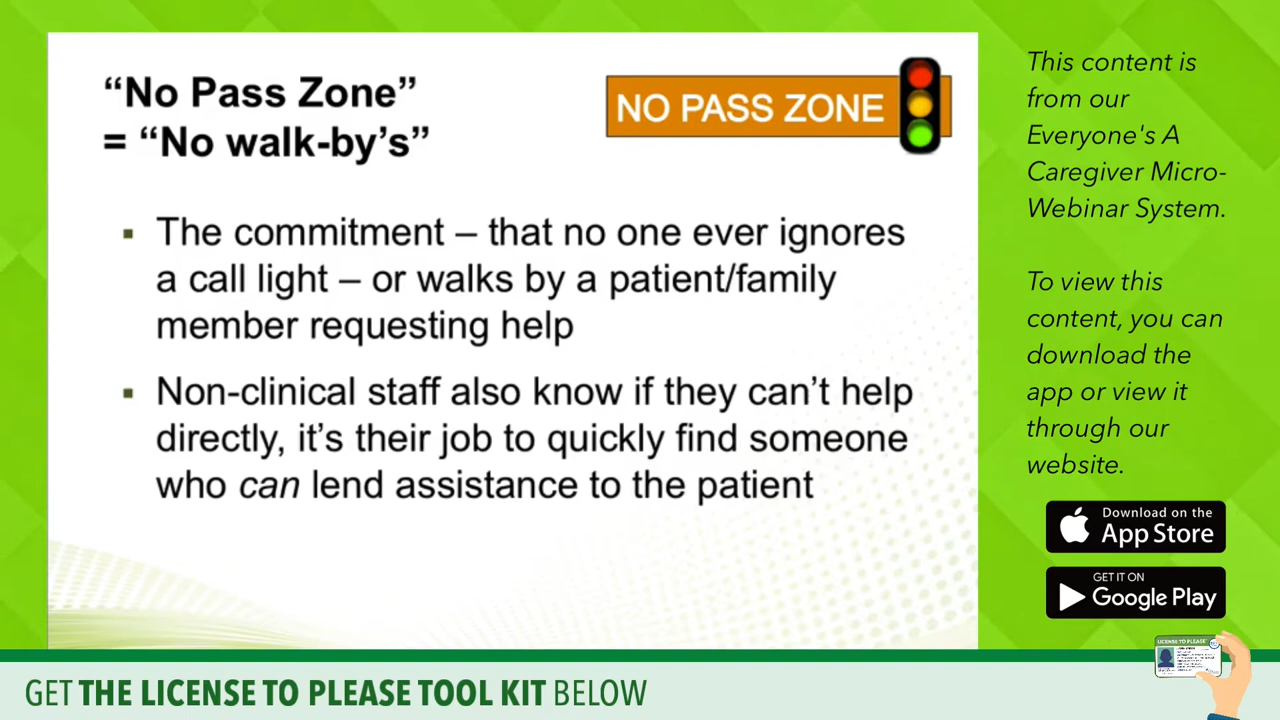 “No Pass Zone”
= “No walk-by’s”
NO PASS ZONE
▪ The commitment – that no one ever ignores
a call light – or walks by a patient/family
member requesting help
▪ Non-clinical staff also know if they can’t help
directly, it’s their job to quickly find someone
who can lend assistance to the patient
This content is
from our
Everyone's A
Caregiver Micro-
Webinar System.
To view this
content, you can
download the
app or view it
through our
website.
Download on the
App Store
GET IT ON
Google Play
LICENSE TO PLEASE
GET THE LICENSE TO PLEASE TOOL KIT BELOW